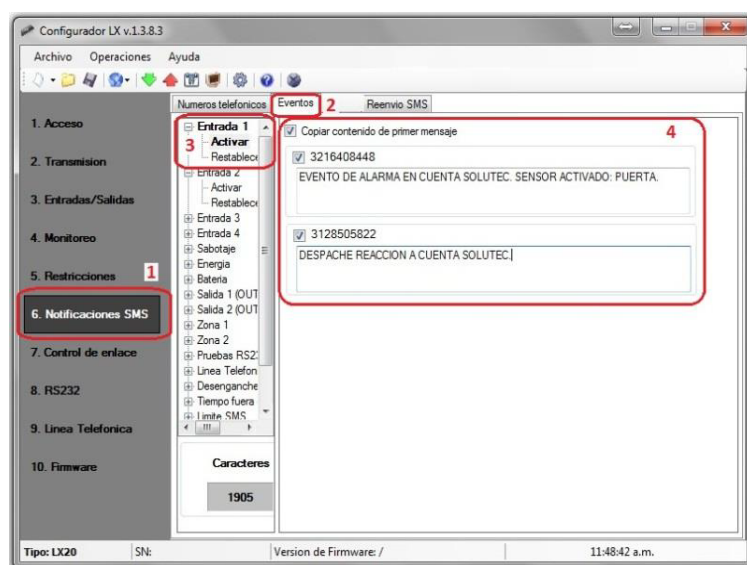 Configurador LX v.1.3.8.3
Archivo Operaciones Ayuda
Numeros telefonicos Eventos 2 Reenvio SMS
1. Acceso
2. Transmision
3. Entradas/Salidas
4. Monitoreo
5. Restricciones 1
6. Notificaciones SMS
7. Control de enlace
8. RS232
9. Linea Telefonica
10. Firmware
Entrada 1
3 Activar
Restablece
Entrada 2
Activar
Restablece
Entrada 3
Entrada 4
Sabotaje
Energia
Bateria
Salida 1 (OUT
Salida 2 (OUT
Zona 1
Zona 2
Pruebas RS2
Linea Telefon
Desenganche
Tiempo fuera
Limite SMS
Caracteres
1905
Copiar contenido de primer mensaje 4
3216408448
EVENTO DE ALARMA EN CUENTA SOLUTEC. SENSOR ACTIVADO: PUERTA.
3128505822
DESPACHE REACCION A CUENTA SOLUTEC.
Tipo: LX20 SN: Version de Firmware: / 11:48:42 a.m.